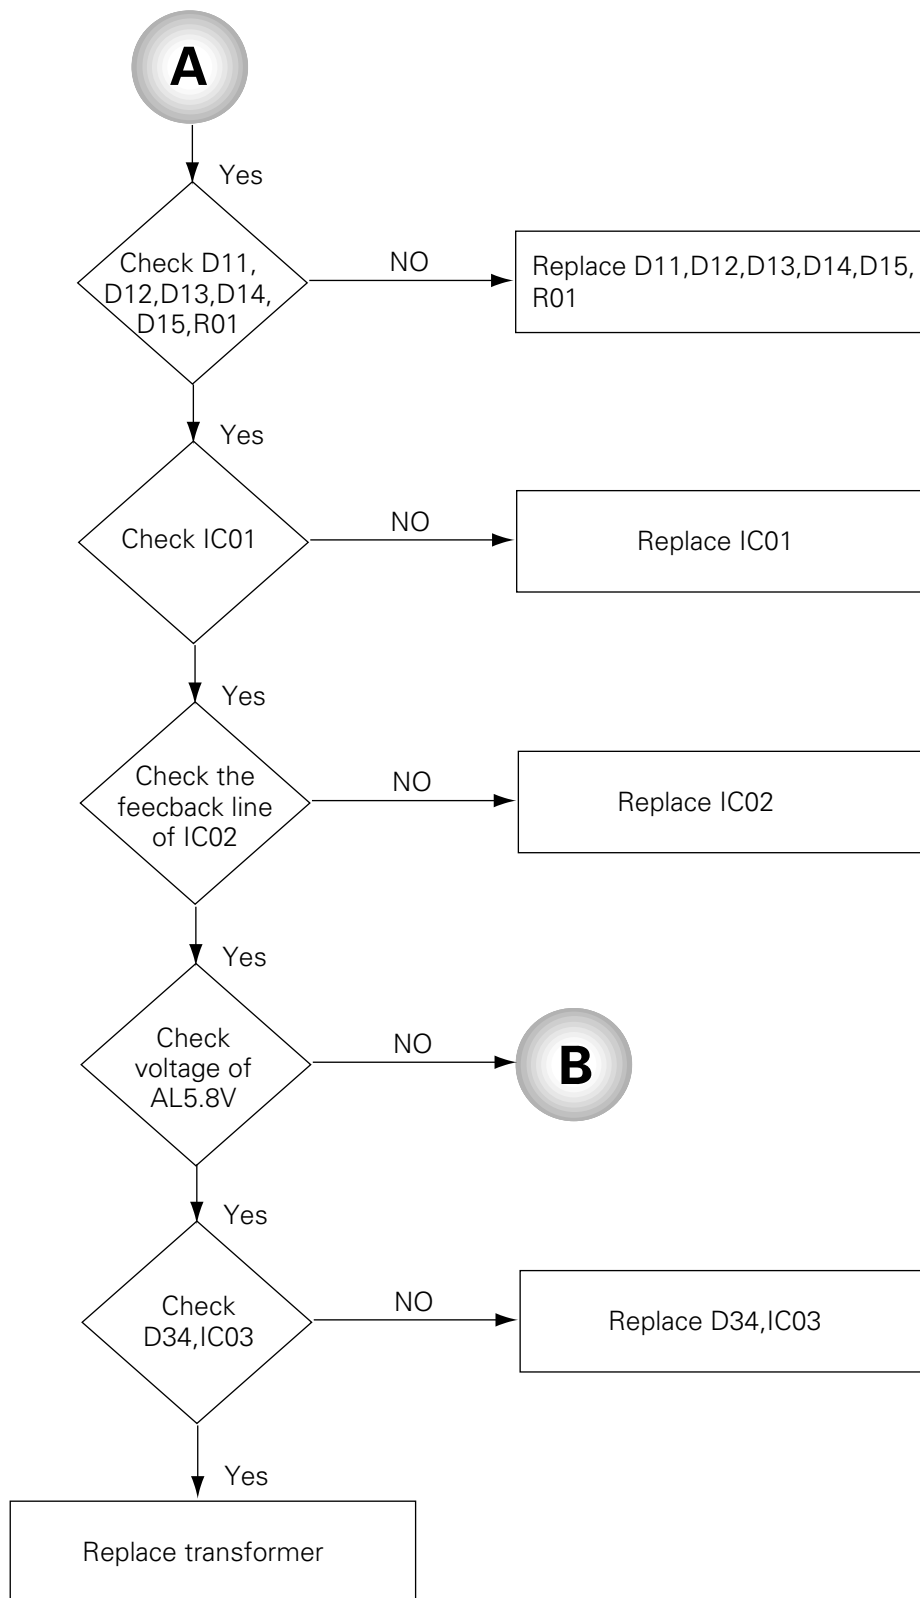 A
Yes
Check D11,
D12,D13,D14,
D15,R01
NO
Replace D11,D12,D13,D14,D15,
R01
Yes
Check IC01
NO
Replace IC01
Yes
Check the
feecback line
of IC02
NO
Replace IC02
Yes
Check
voltage of
AL5.8V
NO
B
Yes
Check
D34,IC03
NO
Replace D34,IC03
Yes
Replace transformer